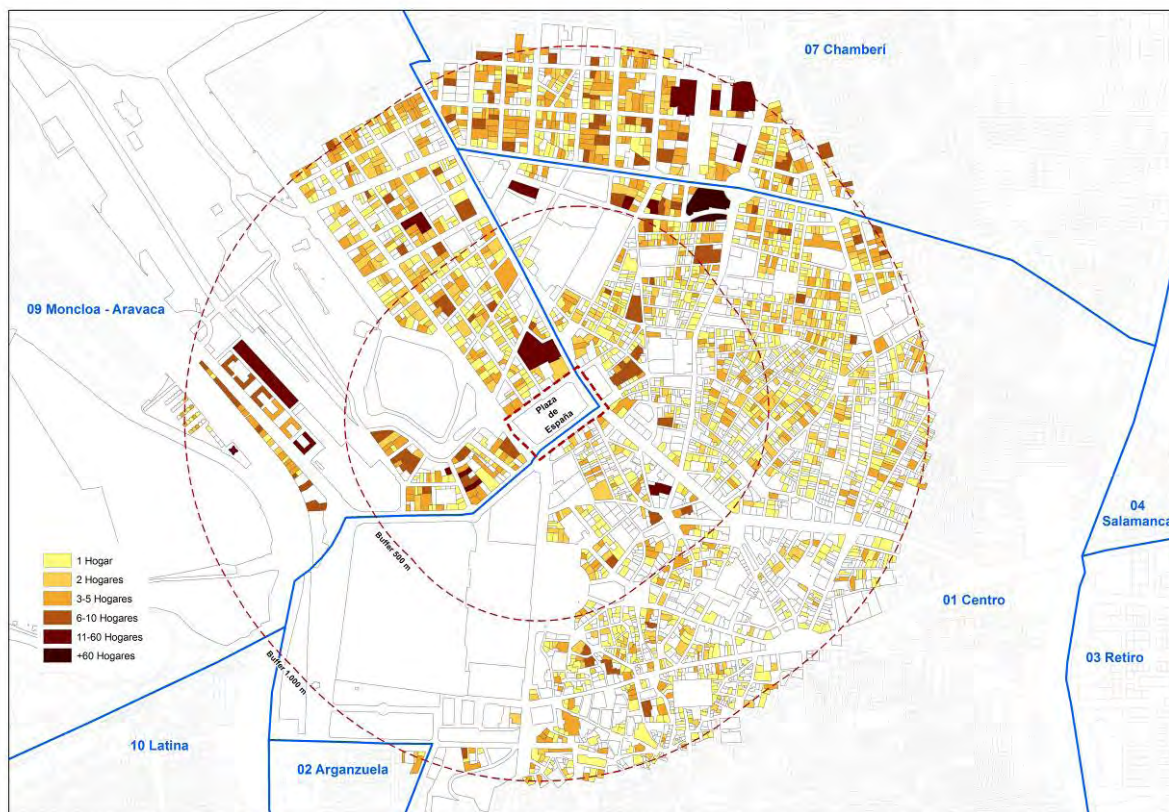 07 Chamberí
09 Moncloa - Aravaca
Plaza
de
España
Buffer 500 m
04
Salamanca
1 Hogar
2 Hogares
3-5 Hogares
6-10 Hogares
11-60 Hogares
+60 Hogares
01 Centro
03 Retiro
Buffer 1.000 m
10 Latina
02 Arganzuela